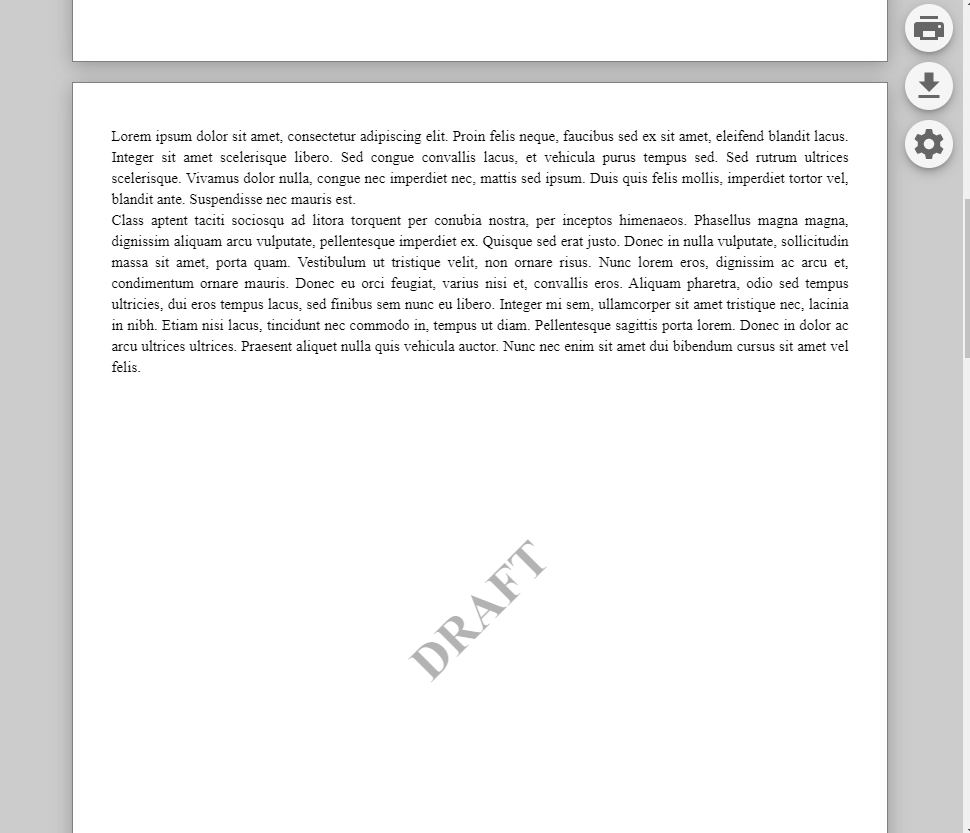 Lorem ipsum dolor sit amet, consectetur adipiscing elit. Proin felis neque, faucibus sed ex sit amet, eleifend blandit lacus.
Integer sit amet scelerisque libero. Sed congue convallis lacus, et vehicula purus tempus sed. Sed rutrum ultrices
scelerisque. Vivamus dolor nulla, congue nec imperdiet nec, mattis sed ipsum. Duis quis felis mollis, imperdiet tortor vel,
blandit ante. Suspendisse nec mauris est.
Class aptent taciti sociosqu ad litora torquent per conubia nostra, per inceptos himenaeos. Phasellus magna magna,
dignissim aliquam arcu vulputate, pellentesque imperdiet ex. Quisque sed erat justo. Donec in nulla vulputate, sollicitudin
massa sit amet, porta quam. Vestibulum ut tristique velit, non ornare risus. Nunc lorem eros, dignissim ac arcu et,
condimentum ornare mauris. Donec eu orci feugiat, varius nisi et, convallis eros. Aliquam pharetra, odio sed tempus
ultricies, dui eros tempus lacus, sed finibus sem nunc eu libero. Integer mi sem, ullamcorper sit amet tristique nec, lacinia
in nibh. Etiam nisi lacus, tincidunt nec commodo in, tempus ut diam. Pellentesque sagittis porta lorem. Donec in dolor ac
arcu ultrices ultrices. Praesent aliquet nulla quis vehicula auctor. Nunc nec enim sit amet dui bibendum cursus sit amet vel
felis.
DRAFT